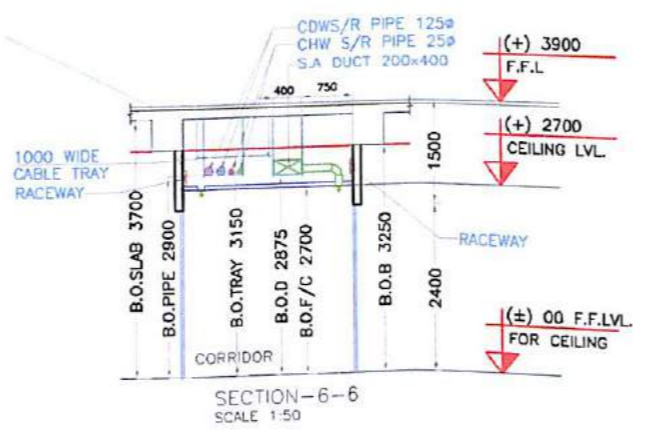 CDWS/R PIPE 125ø
CHW S/R PIPE 25ø
S.A DUCT 200x400
400 750
(+) 3900
F.F.L
(+) 2700
CEILING LVL.
1000 WIDE
CABLE TRAY
RACEWAY
1500
RACEWAY
B.O.SLAB 3700
B.O.PIPE 2900
B.O.TRAY 3150
B.O.D 2875
B.O.F/C 2700
B.O.B 3250
2400
(±) 00 F.F.LVL.
FOR CEILING
CORRIDOR
SECTION-6-6
SCALE 1:50